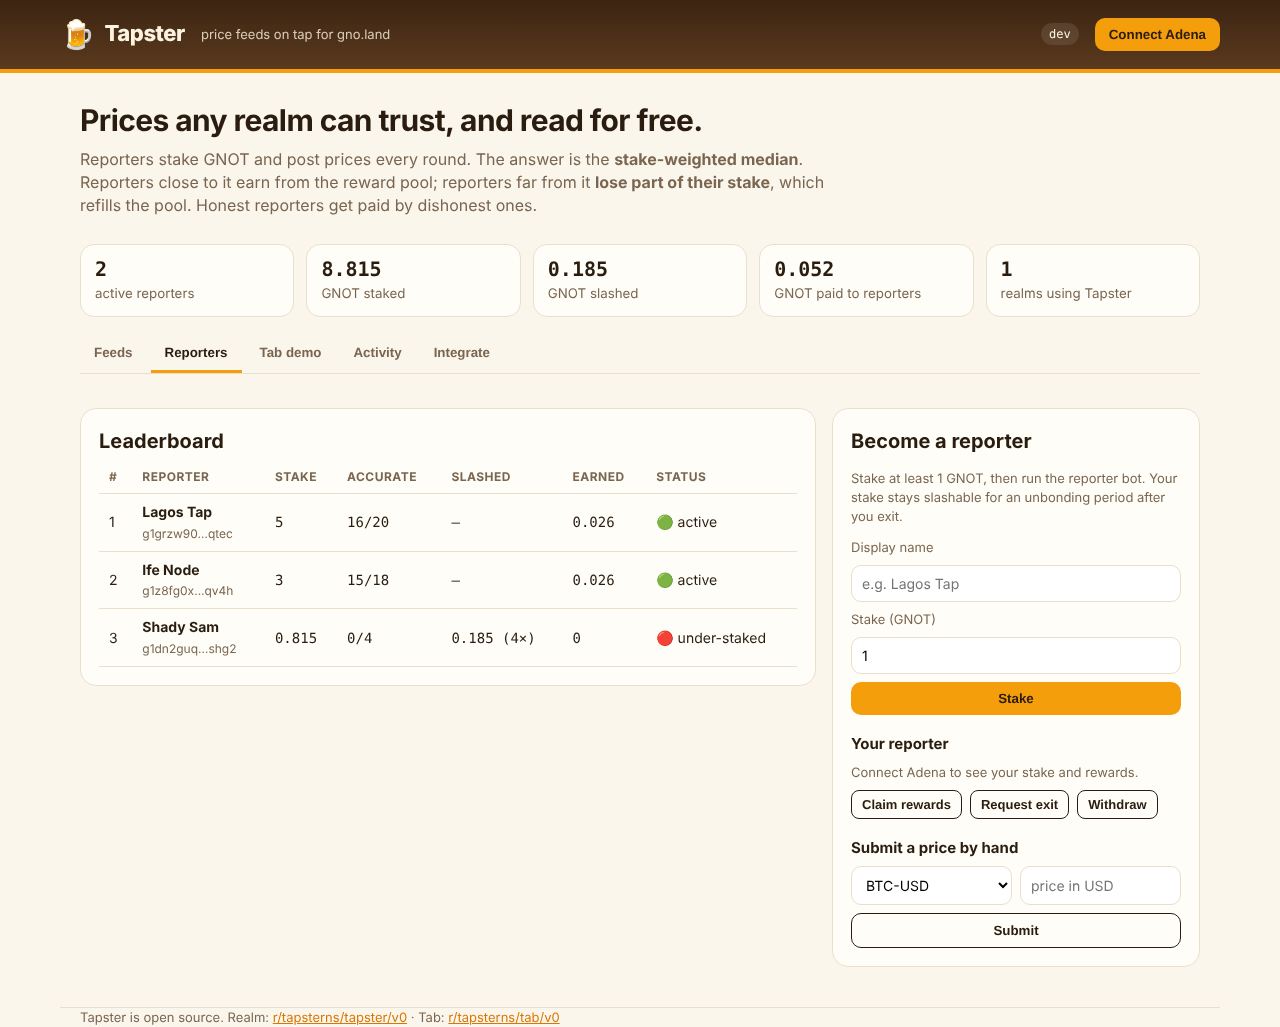 Tapster price feeds on tap for gno.land dev Connect Adena
Prices any realm can trust, and read for free.
Reporters stake GNOT and post prices every round. The answer is the stake-weighted median.
Reporters close to it earn from the reward pool; reporters far from it lose part of their stake, which
refills the pool. Honest reporters get paid by dishonest ones.
2
active reporters
8.815
GNOT staked
0.185
GNOT slashed
0.052
GNOT paid to reporters
1
realms using Tapster
Feeds Reporters Tab demo Activity Integrate
Leaderboard
# REPORTER STAKE ACCURATE SLASHED EARNED STATUS
1 Lagos Tap 5 16/20 — 0.026 active
g1grzw90…qtec
2 Ife Node 3 15/18 — 0.026 active
g1z8fg0x…qv4h
3 Shady Sam 0.815 0/4 0.185 (4×) 0 under-staked
g1dn2guq…shg2
Become a reporter
Stake at least 1 GNOT, then run the reporter bot. Your
stake stays slashable for an unbonding period after
you exit.
Display name
e.g. Lagos Tap
Stake (GNOT)
1
Stake
Your reporter
Connect Adena to see your stake and rewards.
Claim rewards Request exit Withdraw
Submit a price by hand
BTC-USD price in USD
Submit
Tapster is open source. Realm: r/tapsterns/tapster/v0 · Tab: r/tapsterns/tab/v0